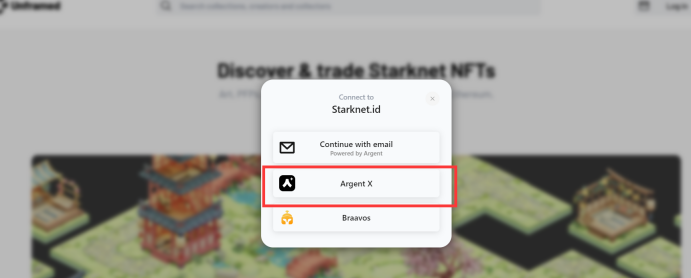 Unframed
Search collections, creators and collectors
Log in
Discover & trade Starknet NFTs
Connect to
Starknet.id
Continue with email
Powered by Argent
Argent X
Braavos